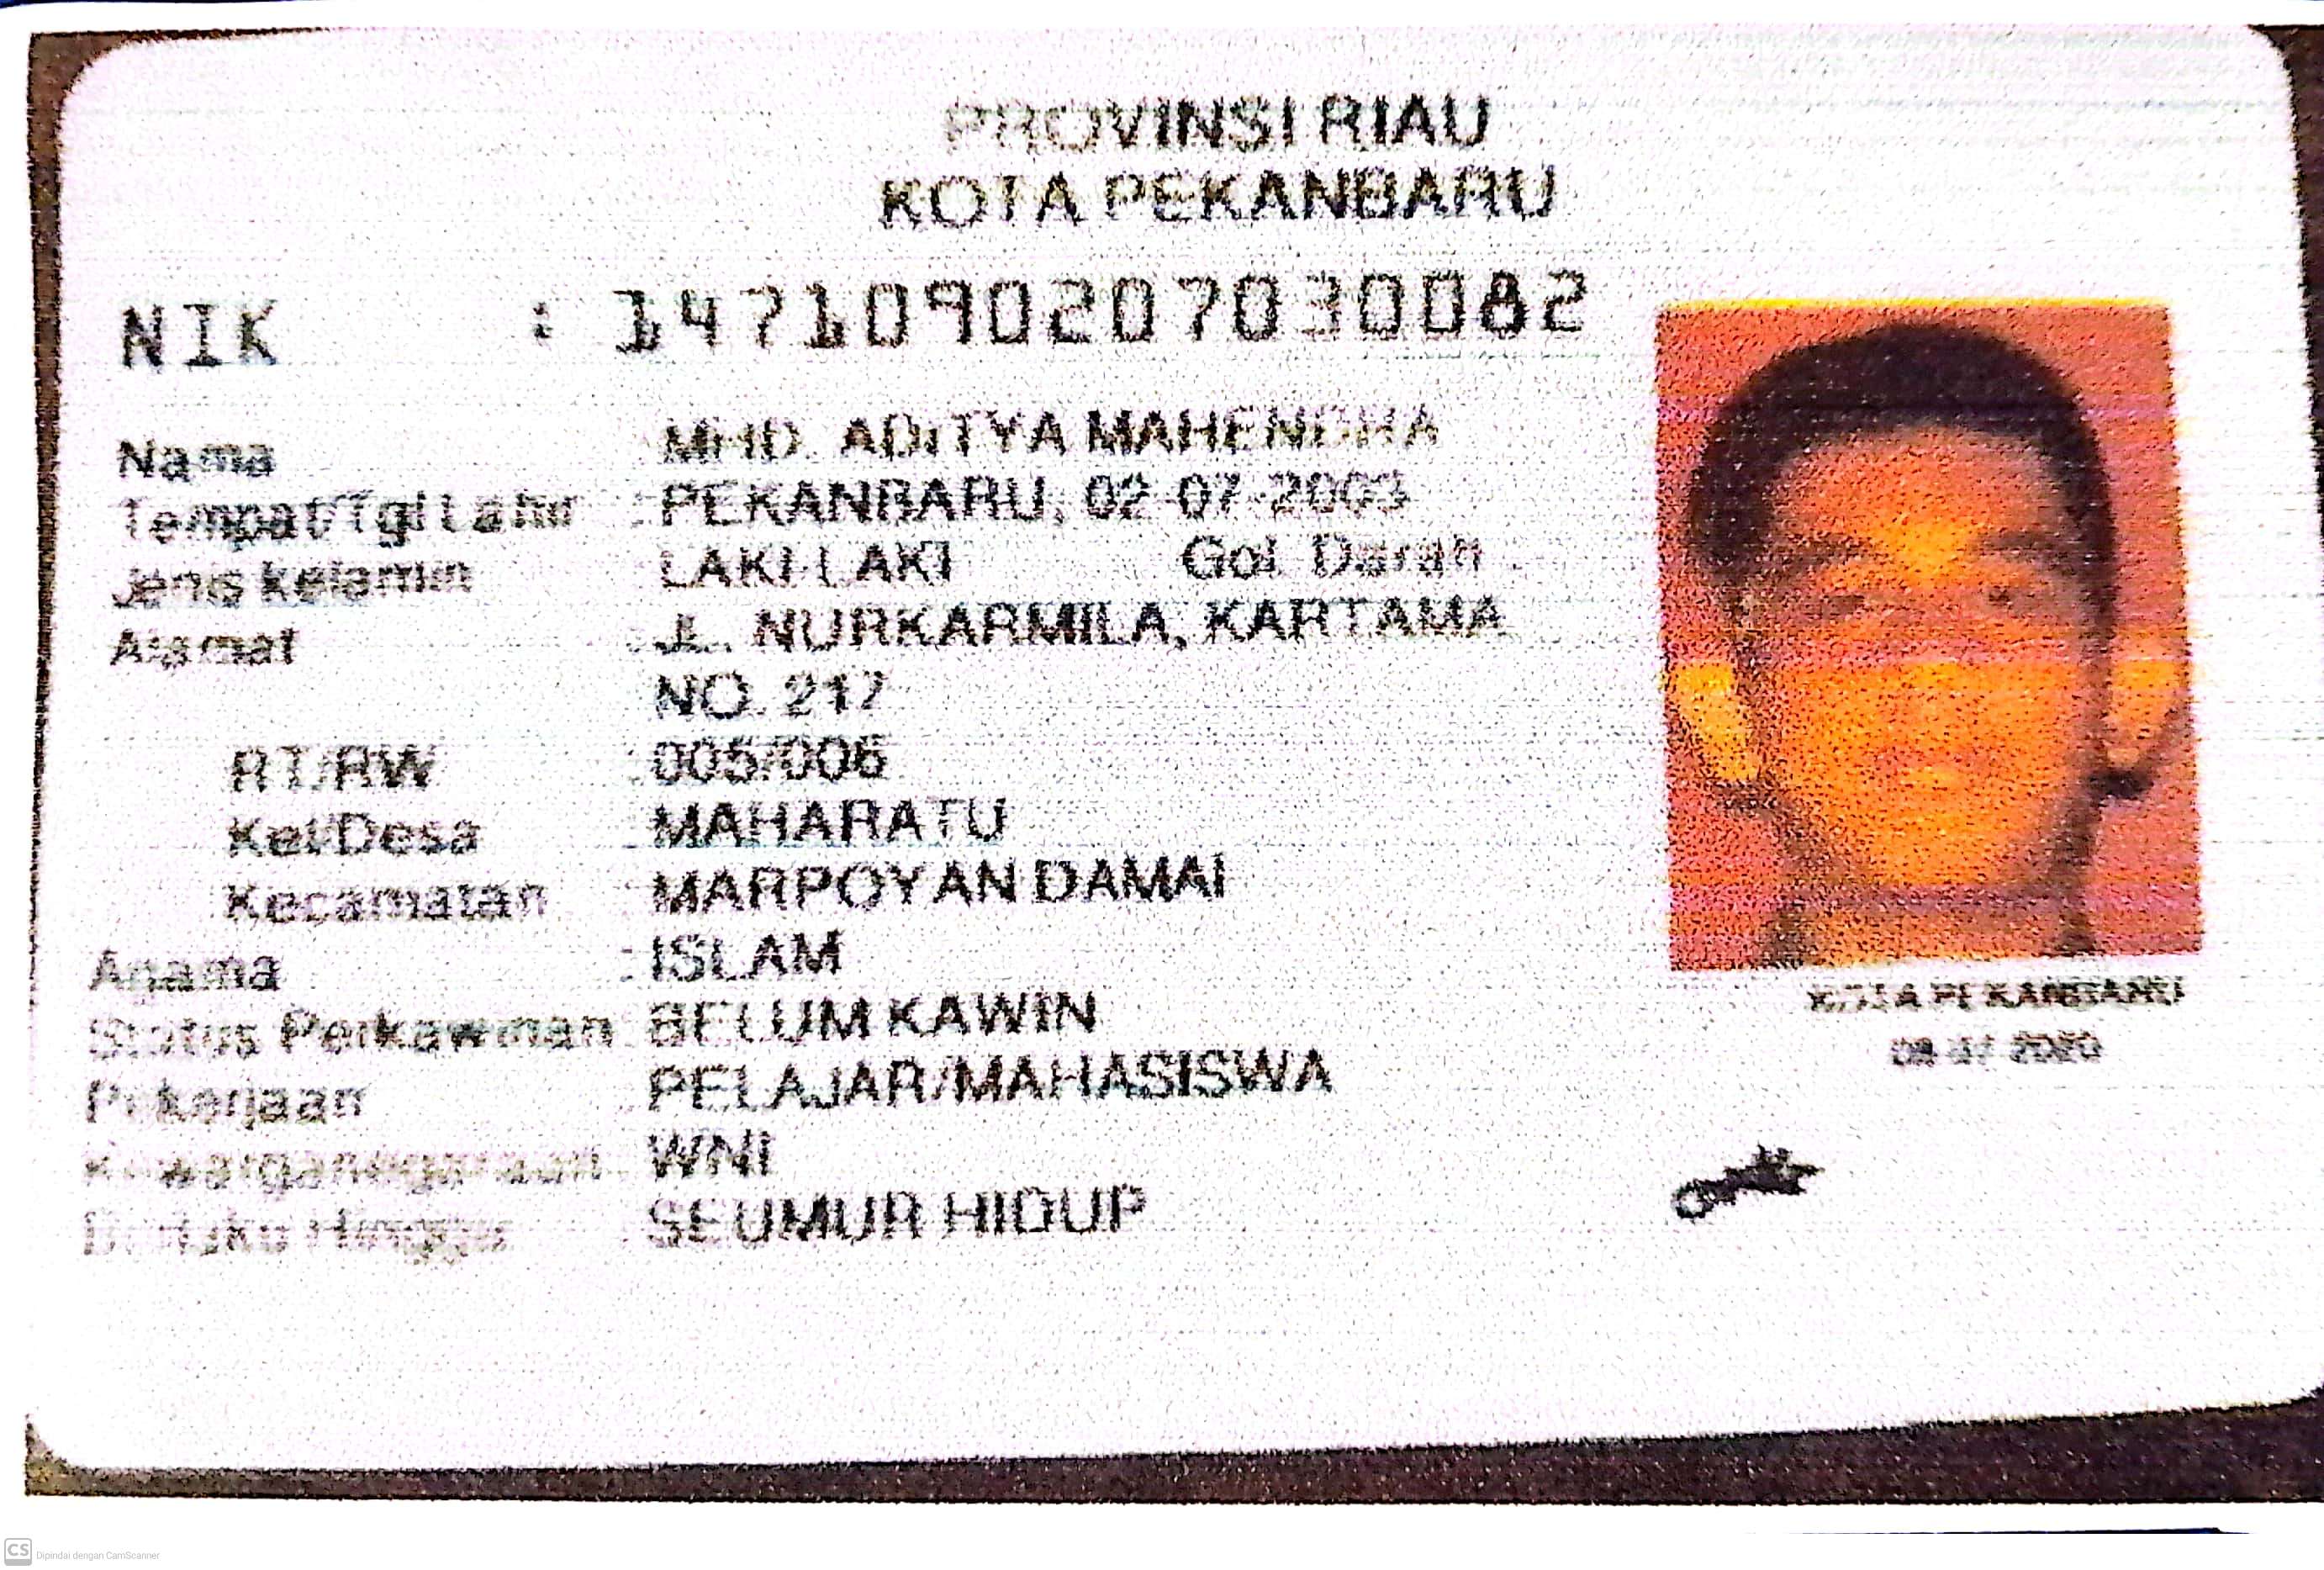 PROVINSI RIAU
KOTA PEKANBARU
NIK : 1471090207030082
Nama MHD. ADITYA MAHENDRA
Tempat/Tgl Lahir : PEKANBARU, 02-07-2003
Jenis kelamin LAKI-LAKI Gol. Darah :
Alamat : JL. NURKARMILA, KARTAMA
NO. 217
RT/RW : 005/006
Kel/Desa : MAHARATU
Kecamatan : MARPOYAN DAMAI
Agama : ISLAM
Status Perkawinan : BELUM KAWIN
Pekerjaan : PELAJAR/MAHASISWA
Kewarganegaraan : WNI
Berlaku Hingga : SEUMUR HIDUP
KOTA PEKANBARU
2020
CS Dipindai dengan CamScanner